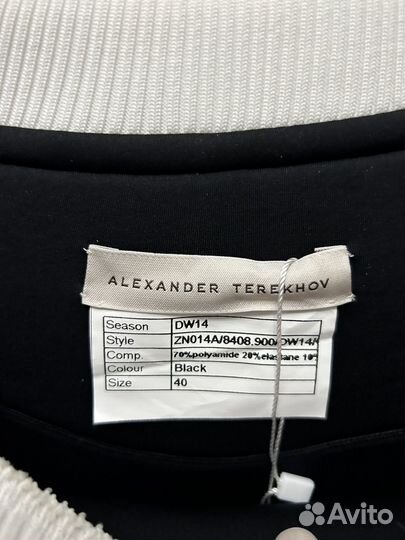 ALEXANDER TEREKHOV
Season DW14
Style ZN014A/8408.900/DW14/
Comp. 70%polyamide 20%elastane 10%
Colour Black
Size 40
Avito